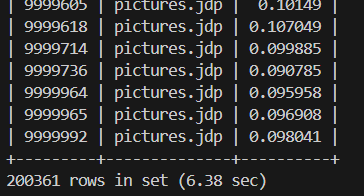 | 9999605 | pictures.jdp | 0.10149 |
| 9999618 | pictures.jdp | 0.107049 |
| 9999714 | pictures.jdp | 0.099885 |
| 9999736 | pictures.jdp | 0.090785 |
| 9999964 | pictures.jdp | 0.095958 |
| 9999965 | pictures.jdp | 0.096908 |
| 9999992 | pictures.jdp | 0.098041 |
+---------+--------------+----------+
200361 rows in set (6.38 sec)